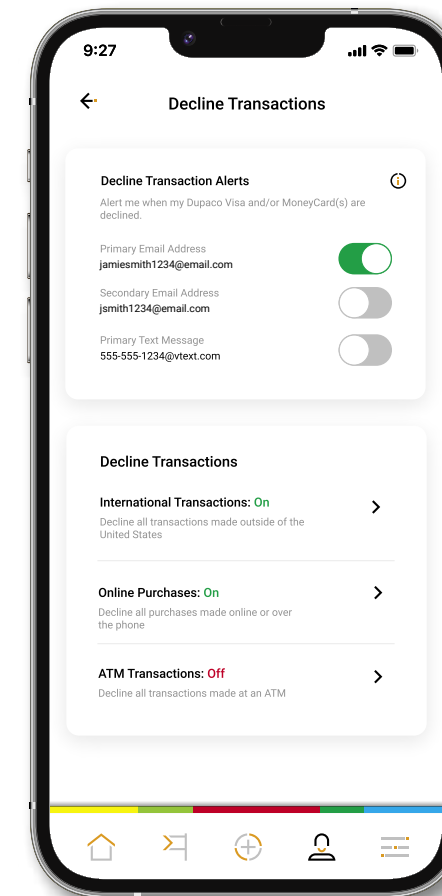 9:27
Decline Transactions
Decline Transaction Alerts
Alert me when my Dupaco Visa and/or MoneyCard(s) are
declined.
Primary Email Address
jamiesmith1234@email.com
Secondary Email Address
jsmith1234@email.com
Primary Text Message
555-555-1234@vtext.com
Decline Transactions
International Transactions: On
Decline all transactions made outside of the
United States
Online Purchases: On
Decline all purchases made online or over
the phone
ATM Transactions: Off
Decline all transactions made at an ATM